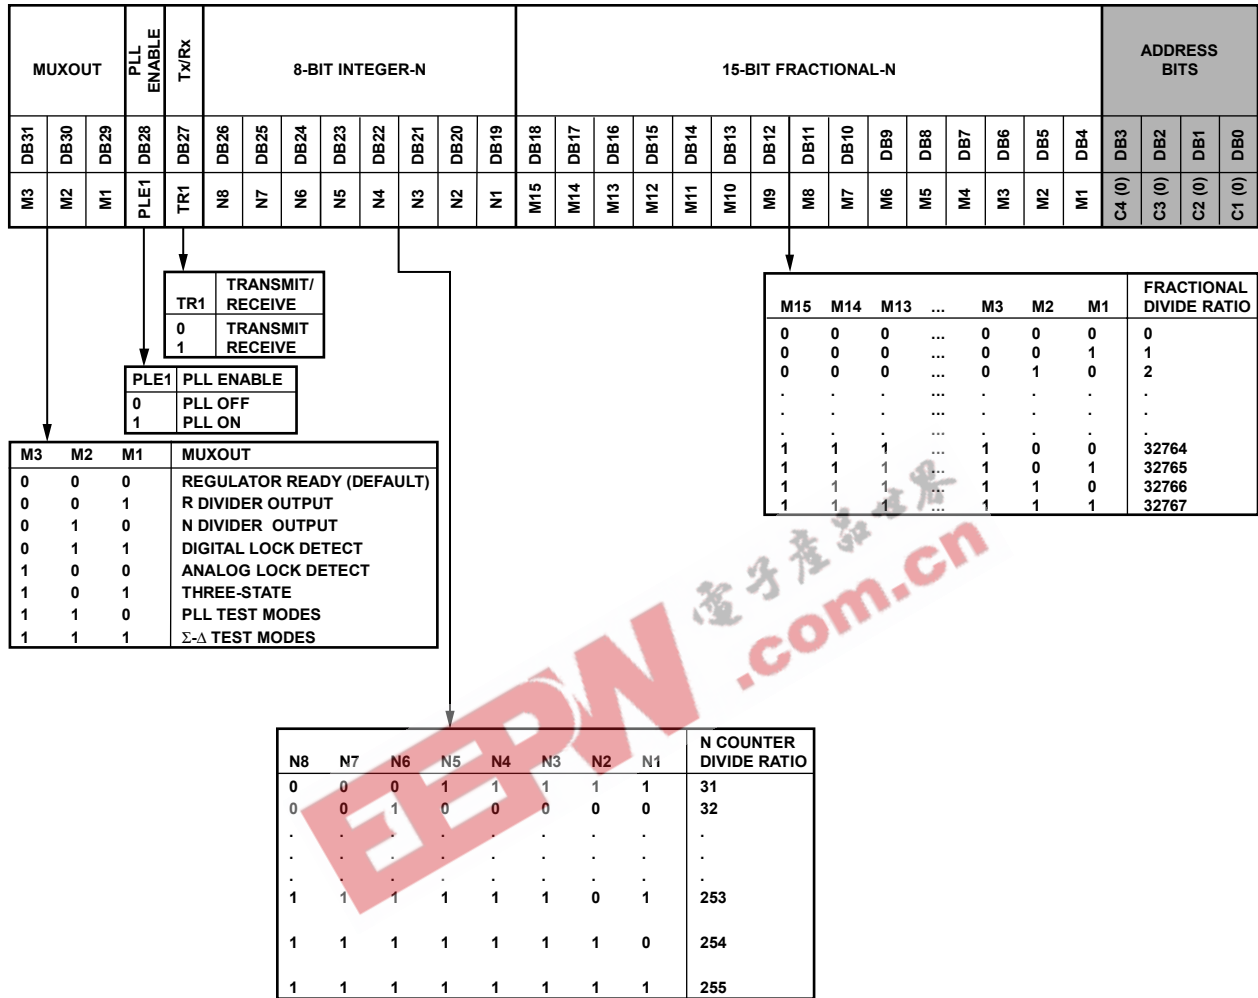 MUXOUT PLL ENABLE Tx/Rx 8-BIT INTEGER-N 15-BIT FRACTIONAL-N ADDRESS BITS
DB31 DB30 DB29 DB28 DB27 DB26 DB25 DB24 DB23 DB22 DB21 DB20 DB19 DB18 DB17 DB16 DB15 DB14 DB13 DB12 DB11 DB10 DB9 DB8 DB7 DB6 DB5 DB4 DB3 DB2 DB1 DB0
M3 M2 M1 PLE1 TR1 N8 N7 N6 N5 N4 N3 N2 N1 M15 M14 M13 M12 M11 M10 M9 M8 M7 M6 M5 M4 M3 M2 M1 C4 (0) C3 (0) C2 (0) C1 (0)
TR1 TRANSMIT/ RECEIVE
0 TRANSMIT
1 RECEIVE
PLE1 PLL ENABLE
0 PLL OFF
1 PLL ON
M3 M2 M1 MUXOUT
0 0 0 REGULATOR READY (DEFAULT)
0 0 1 R DIVIDER OUTPUT
0 1 0 N DIVIDER OUTPUT
0 1 1 DIGITAL LOCK DETECT
1 0 0 ANALOG LOCK DETECT
1 0 1 THREE-STATE
1 1 0 PLL TEST MODES
1 1 1 Σ-Δ TEST MODES
M15 M14 M13 ... M3 M2 M1 FRACTIONAL DIVIDE RATIO
0 0 0 ... 0 0 0 0
0 0 0 ... 0 0 1 1
0 0 0 ... 0 1 0 2
. . . ... . . . .
. . . ... . . . .
. . . ... . . . .
1 1 1 ... 1 0 0 32764
1 1 1 ... 1 0 1 32765
1 1 1 ... 1 1 0 32766
1 1 1 ... 1 1 1 32767
N8 N7 N6 N5 N4 N3 N2 N1 N COUNTER DIVIDE RATIO
0 0 0 1 1 1 1 1 31
0 0 1 0 0 0 0 0 32
. . . . . . . . .
. . . . . . . . .
. . . . . . . . .
1 1 1 1 1 1 0 1 253
1 1 1 1 1 1 1 0 254
1 1 1 1 1 1 1 1 255
EEPW 電子產品世界
.com.cn